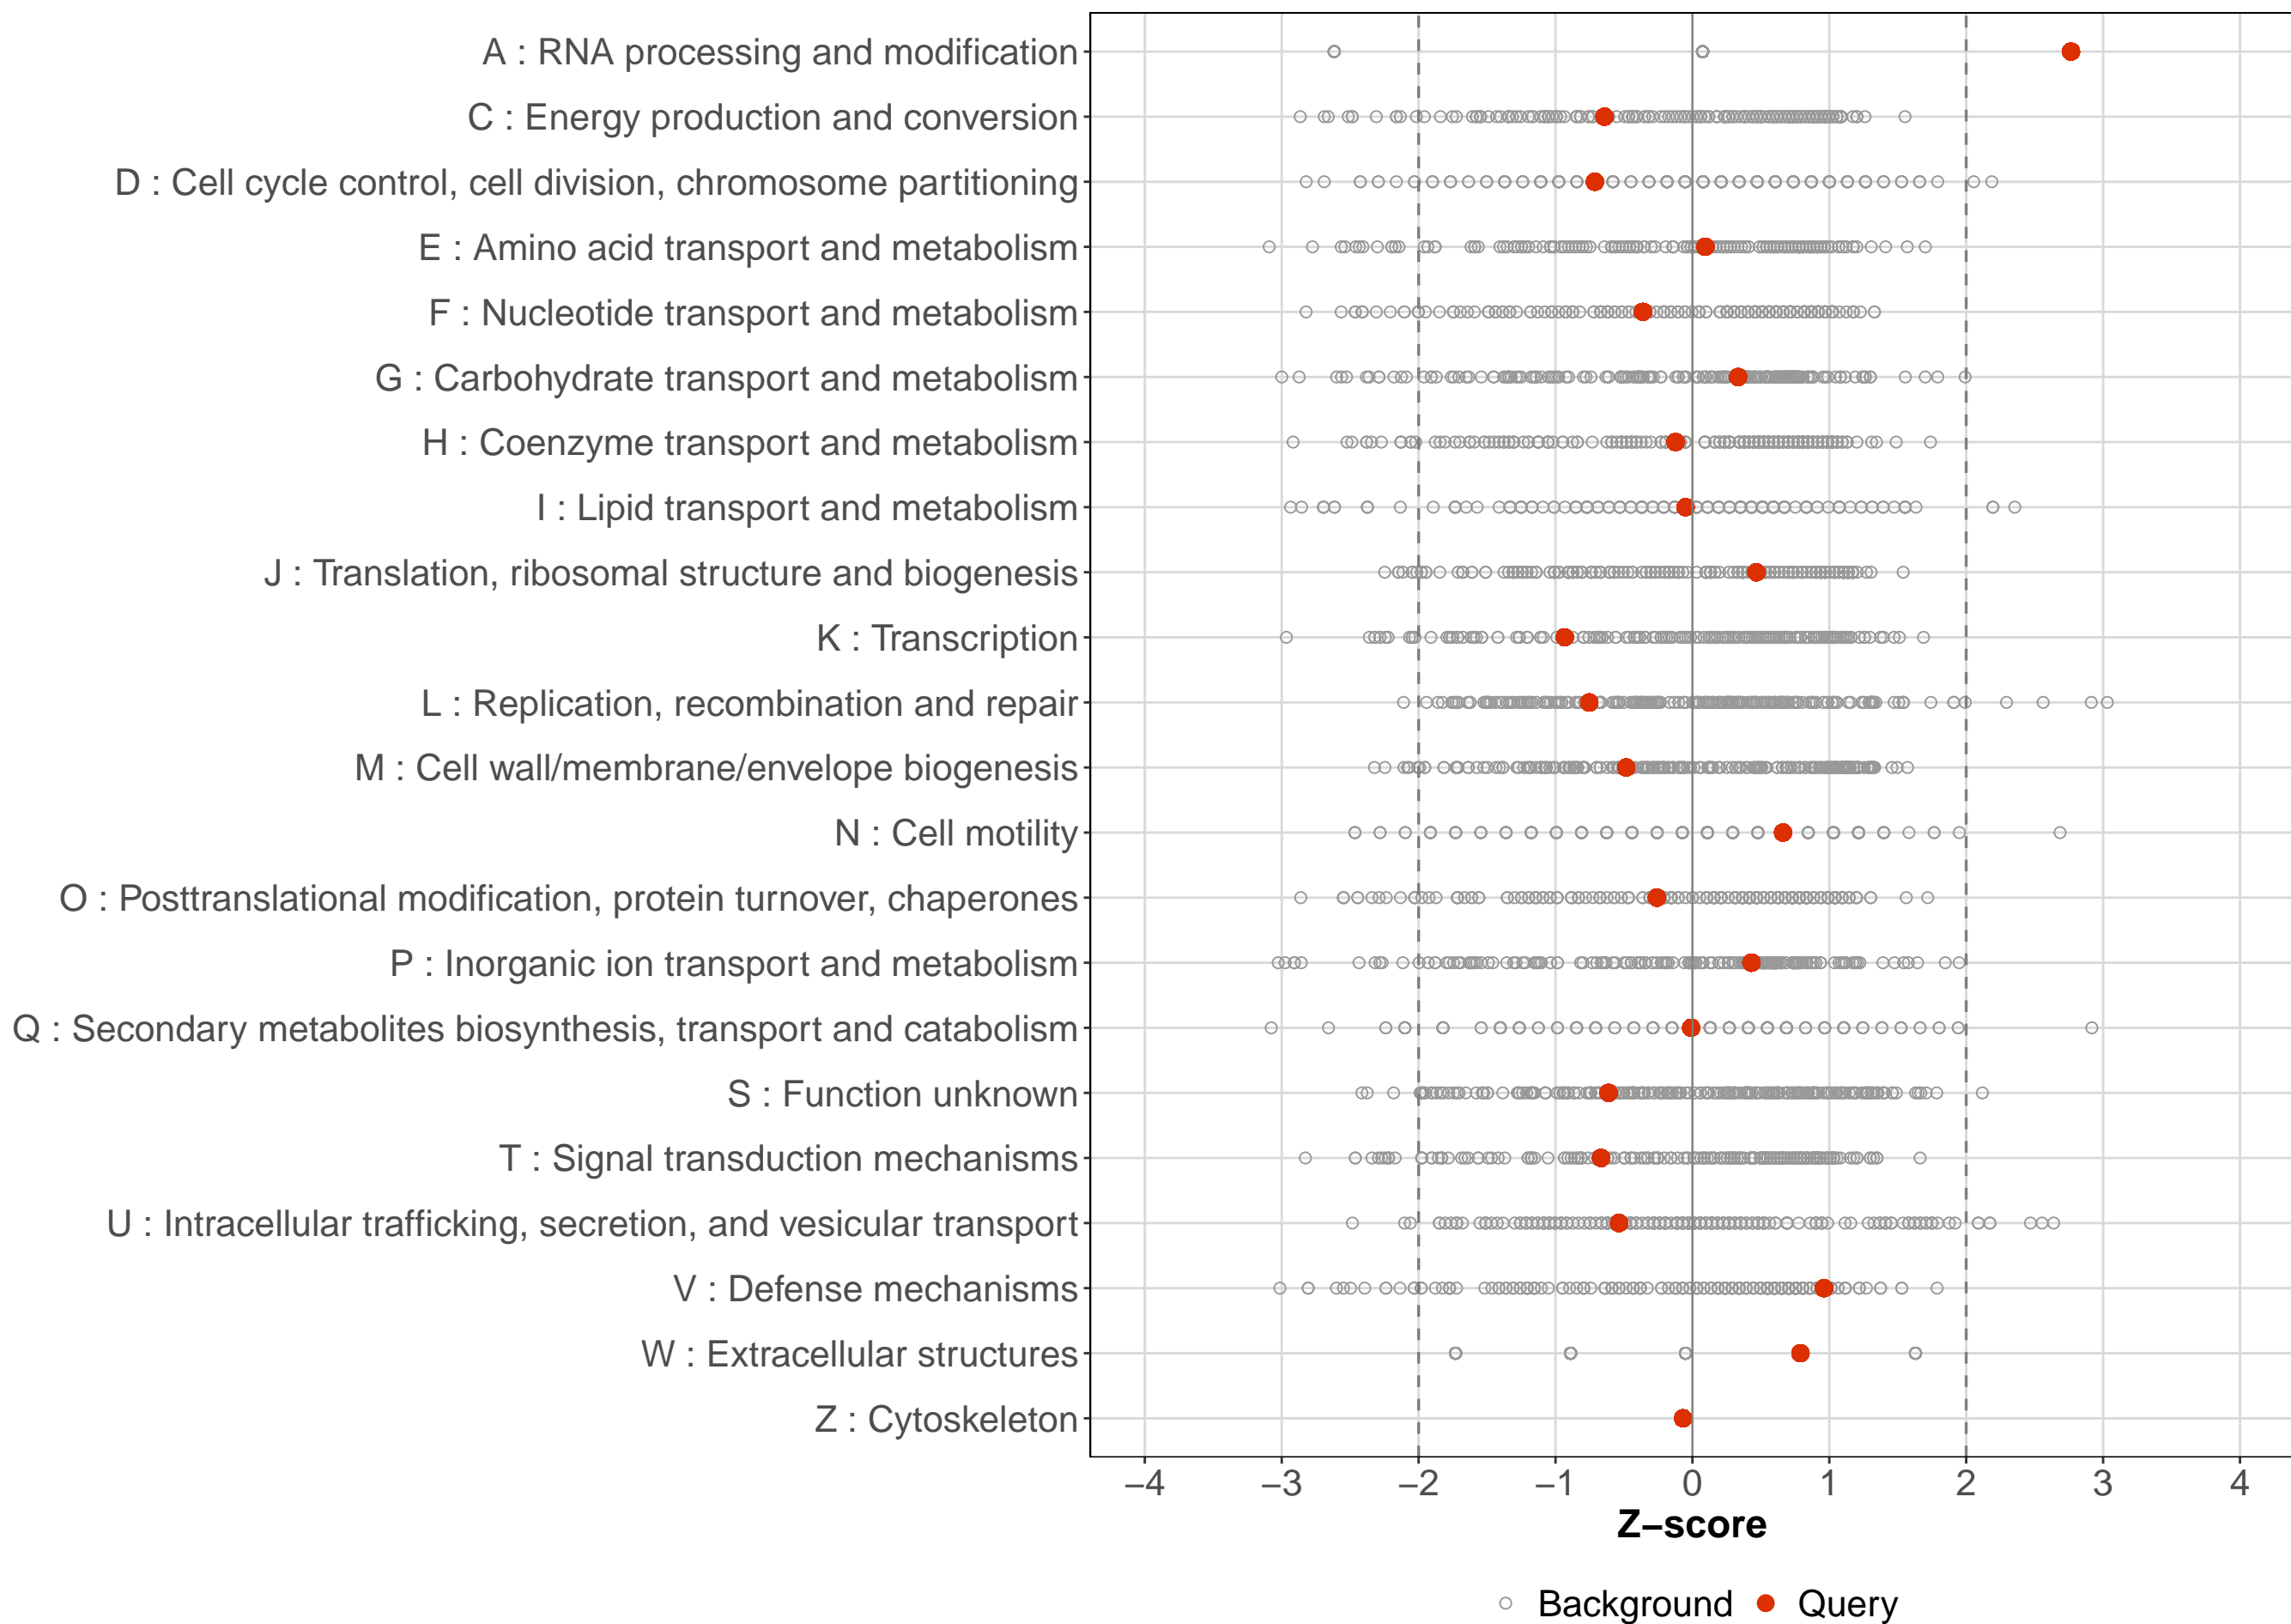 A : RNA processing and modification
C : Energy production and conversion
D : Cell cycle control, cell division, chromosome partitioning
E : Amino acid transport and metabolism
F : Nucleotide transport and metabolism
G : Carbohydrate transport and metabolism
H : Coenzyme transport and metabolism
I : Lipid transport and metabolism
J : Translation, ribosomal structure and biogenesis
K : Transcription
L : Replication, recombination and repair
M : Cell wall/membrane/envelope biogenesis
N : Cell motility
O : Posttranslational modification, protein turnover, chaperones
P : Inorganic ion transport and metabolism
Q : Secondary metabolites biosynthesis, transport and catabolism
S : Function unknown
T : Signal transduction mechanisms
U : Intracellular trafficking, secretion, and vesicular transport
V : Defense mechanisms
W : Extracellular structures
Z : Cytoskeleton
−4 −3 −2 −1 0 1 2 3 4
Z−score
Background Query